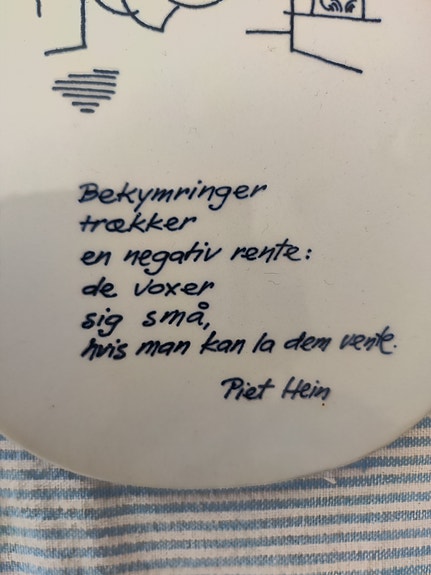 Bekymringer
trækker
en negativ rente:
de voxer
sig små,
hvis man kan la dem vente.
Piet Hein